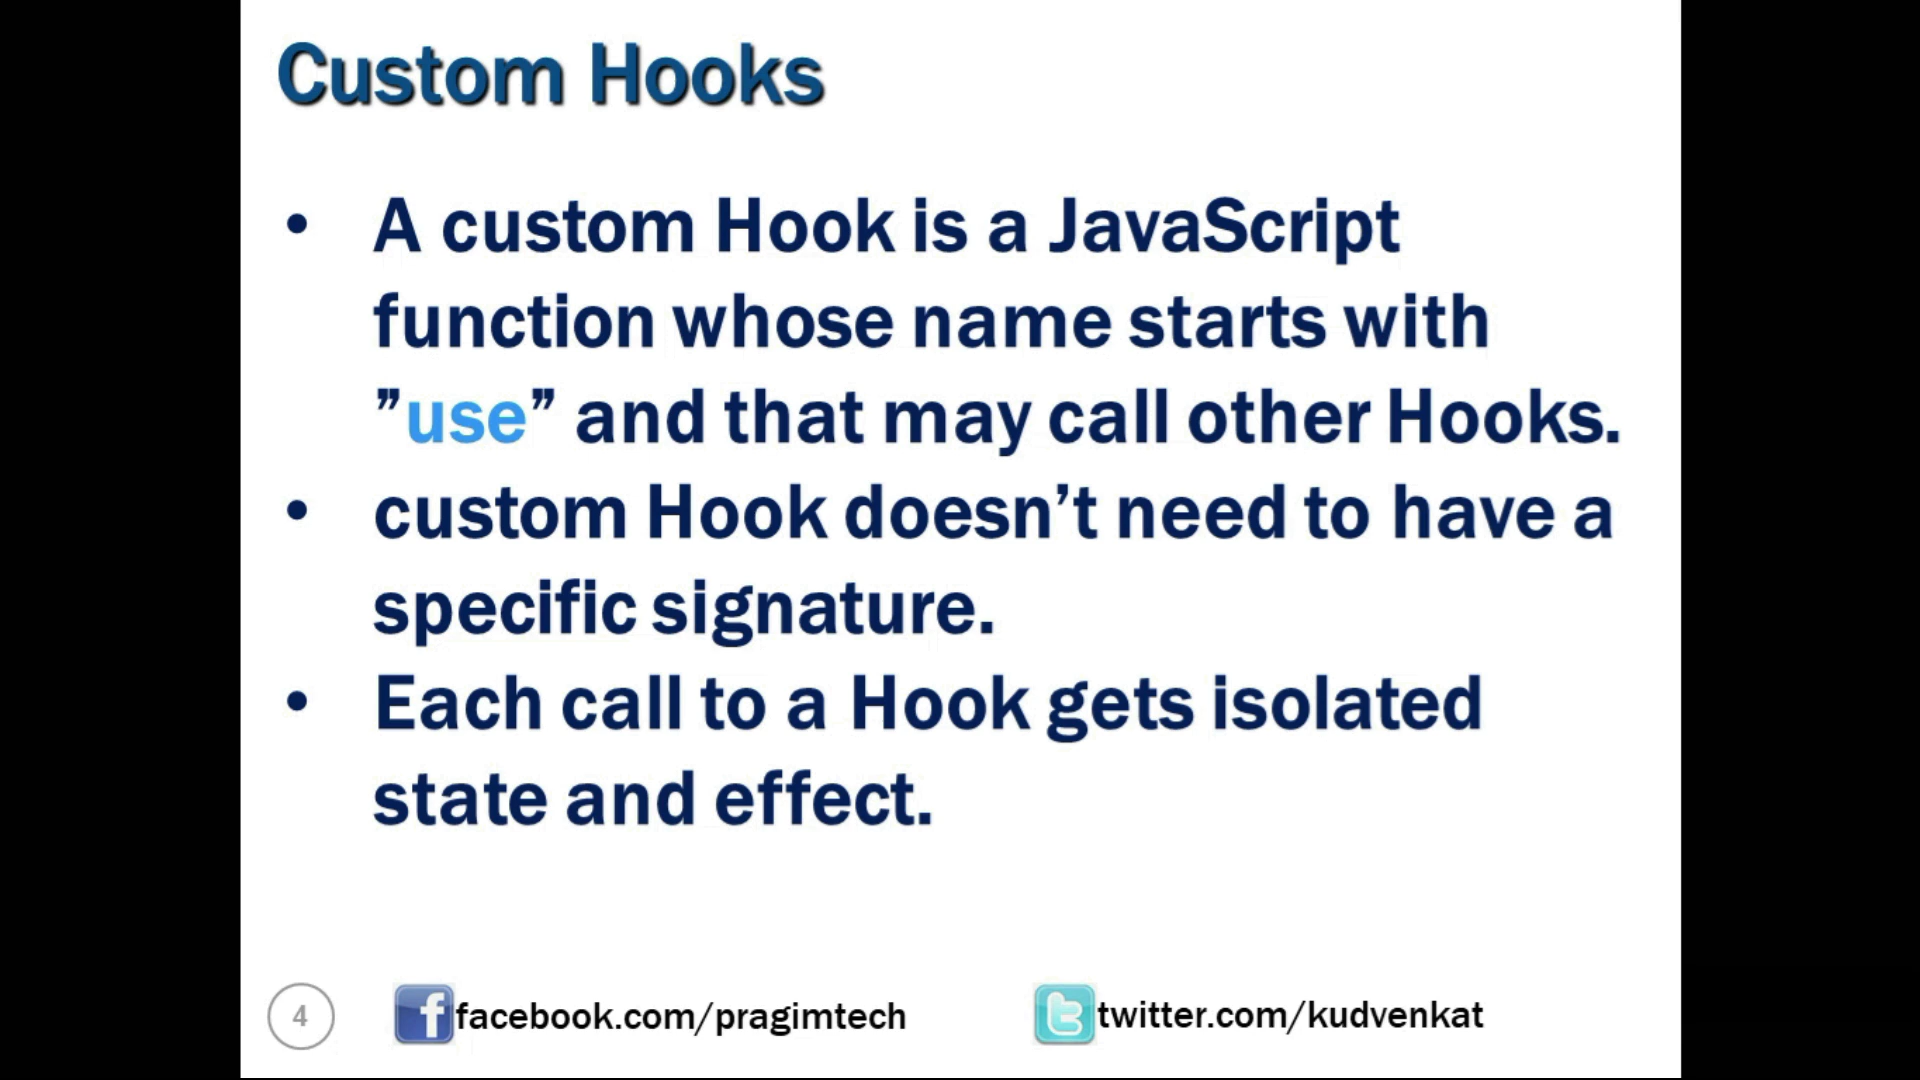 Custom Hooks
• A custom Hook is a JavaScript
function whose name starts with
”use” and that may call other Hooks.
• custom Hook doesn’t need to have a
specific signature.
• Each call to a Hook gets isolated
state and effect.
4 facebook.com/pragimtech twitter.com/kudvenkat